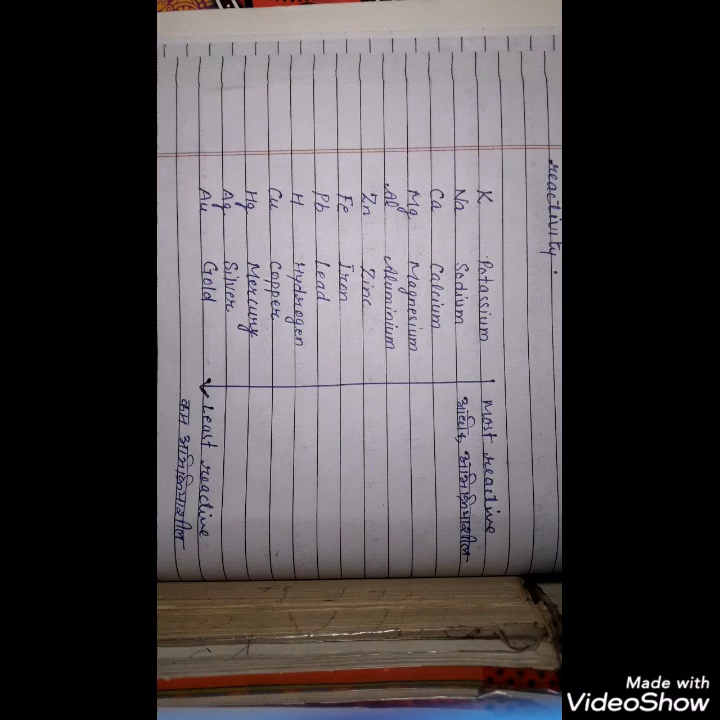 reactivity.
K Potassium Most reactive
Na Sodium अधिक अभिक्रियाशील
Ca Calcium
Mg Magnesium
Al Aluminium
Zn Zinc
Fe Iron
Pb Lead
H Hydrogen
Cu Copper
Hg Mercury
Ag Silver
Au Gold Least reactive
कम अभिक्रियाशील
Made with
VideoShow